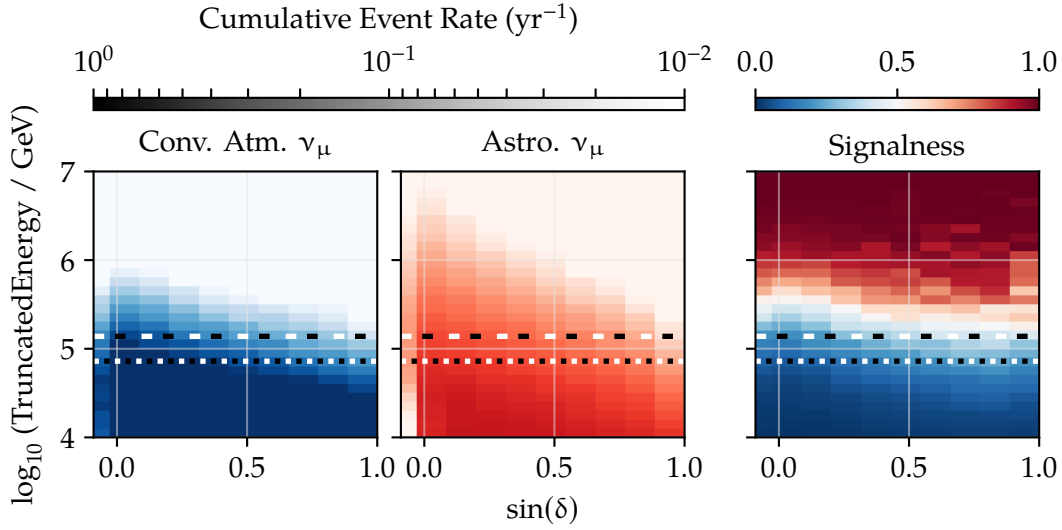 Cumulative Event Rate (yr⁻¹)
10⁰ 10⁻¹ 10⁻² 0.0 0.5 1.0
Conv. Atm. νμ Astro. νμ Signalness
log₁₀(TruncatedEnergy / GeV)
7
6
5
4
0.0 0.5 1.0 0.0 0.5 1.0 0.0 0.5 1.0
sin(δ)